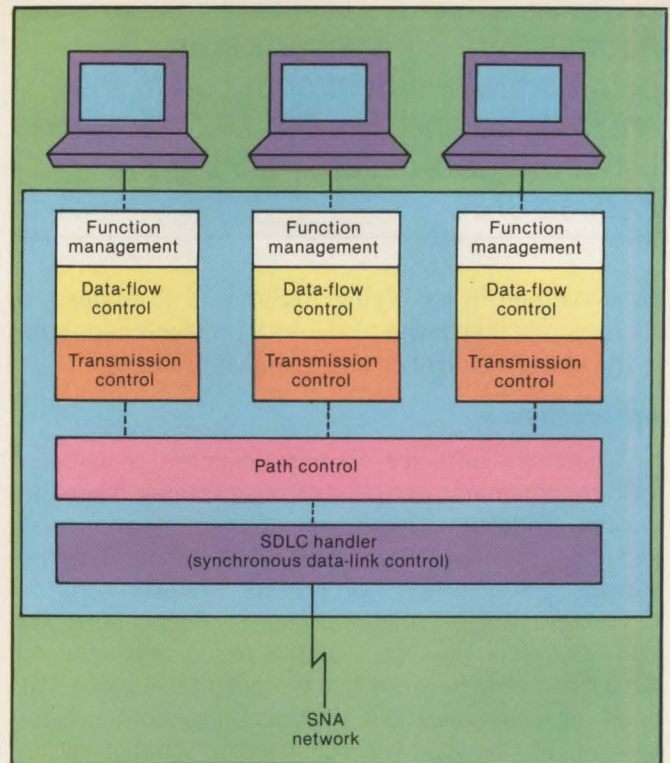 Function
management
Data-flow
control
Transmission
control
Function
management
Data-flow
control
Transmission
control
Function
management
Data-flow
control
Transmission
control
Path control
SDLC handler
(synchronous data-link control)
SNA
network